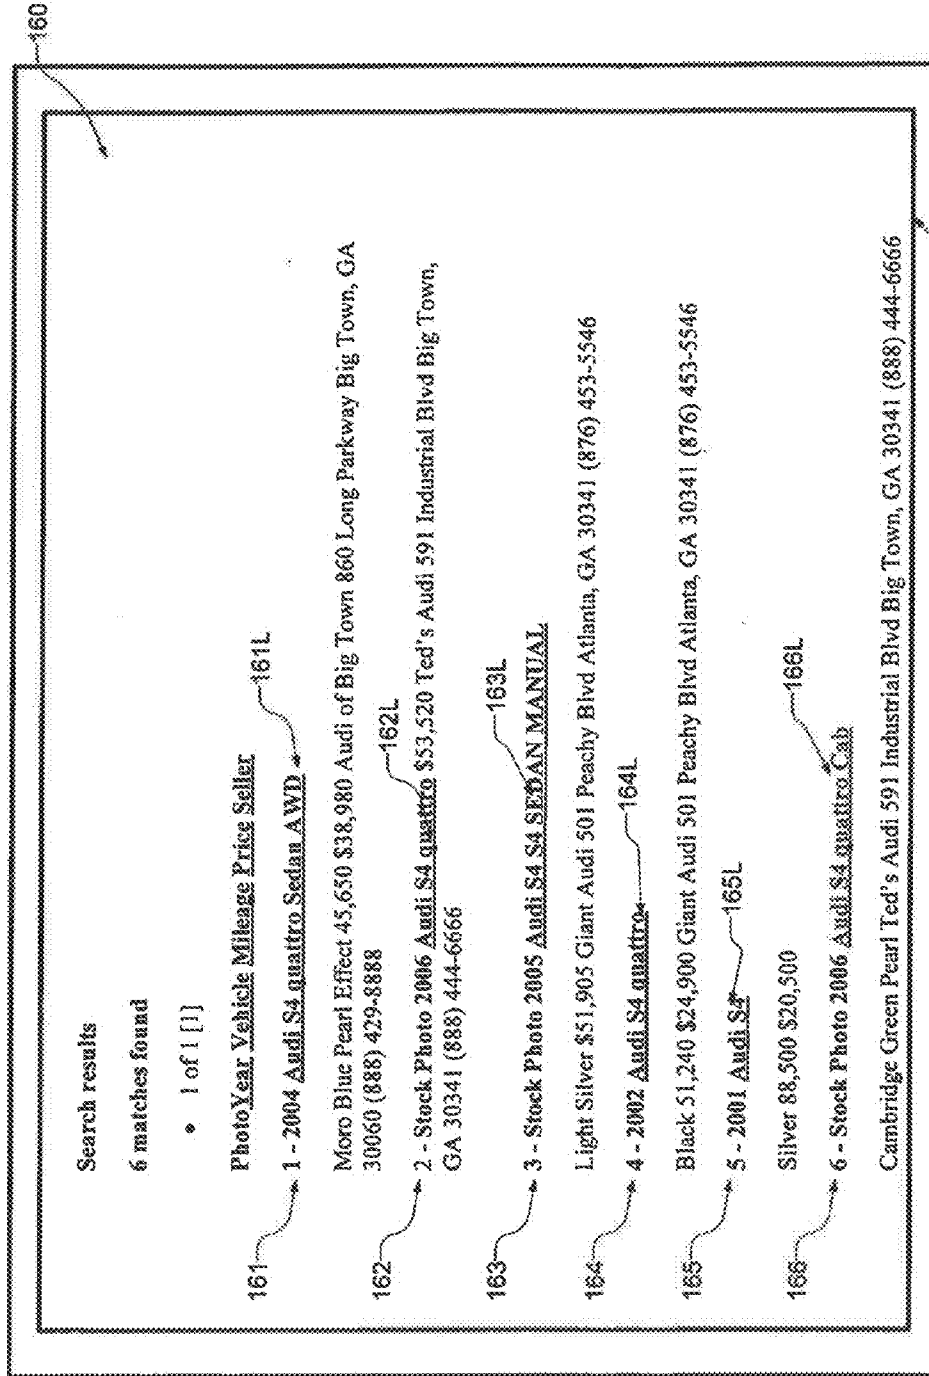 160
Search results
6 matches found
• 1 of 1 [1]
PhotoYear Vehicle Mileage Price Seller
161 1 - 2004 Audi S4 quattro Sedan AWD 161L
Moro Blue Pearl Effect 45,650 $38,980 Audi of Big Town 860 Long Parkway Big Town, GA
30060 (888) 429-8888
162L
162 2 - Stock Photo 2006 Audi S4 quattro $53,520 Ted's Audi 591 Industrial Blvd Big Town,
GA 30341 (888) 444-6666
163L
163 3 - Stock Photo 2005 Audi S4 S4 SEDAN MANUAL
Light Silver $51,905 Giant Audi 501 Peachy Blvd Atlanta, GA 30341 (876) 453-5546
164 4 - 2002 Audi S4 quattro 164L
Black 51,240 $24,900 Giant Audi 501 Peachy Blvd Atlanta, GA 30341 (876) 453-5546
165 5 - 2001 Audi S4 165L
Silver 88,500 $20,500
166L
166 6 - Stock Photo 2006 Audi S4 quattro Cab
Cambridge Green Pearl Ted's Audi 591 Industrial Blvd Big Town, GA 30341 (888) 444-6666